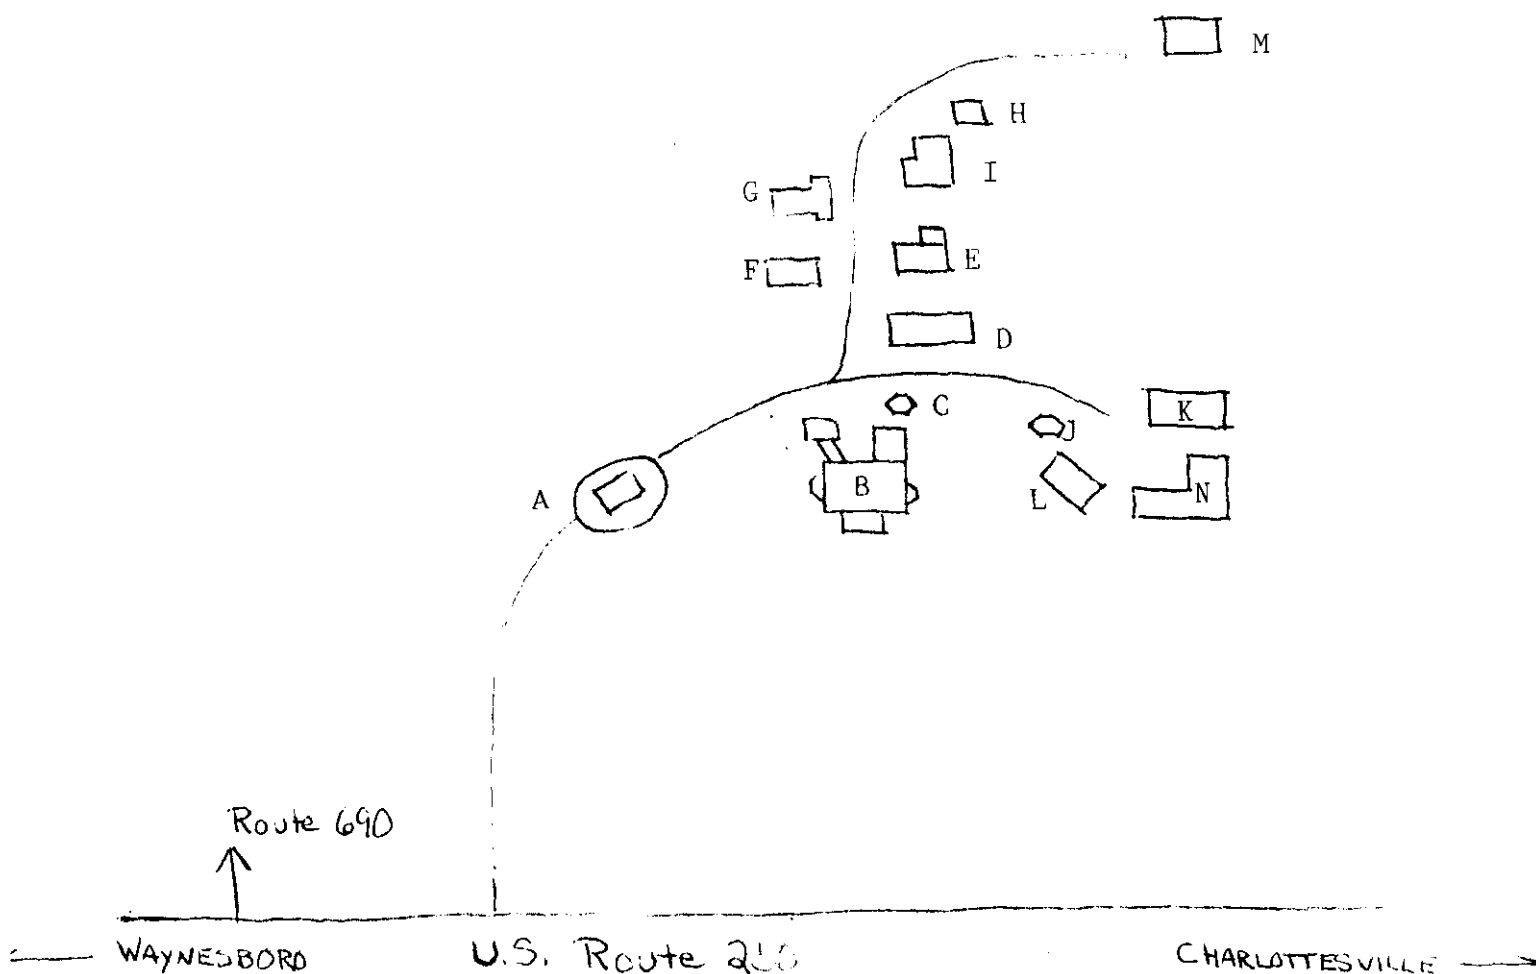 M
H
I
G
E
F
D
C
K
J
A
B
L
N
Route 690
WAYNESBORO
U.S. Route
CHARLOTTESVILLE